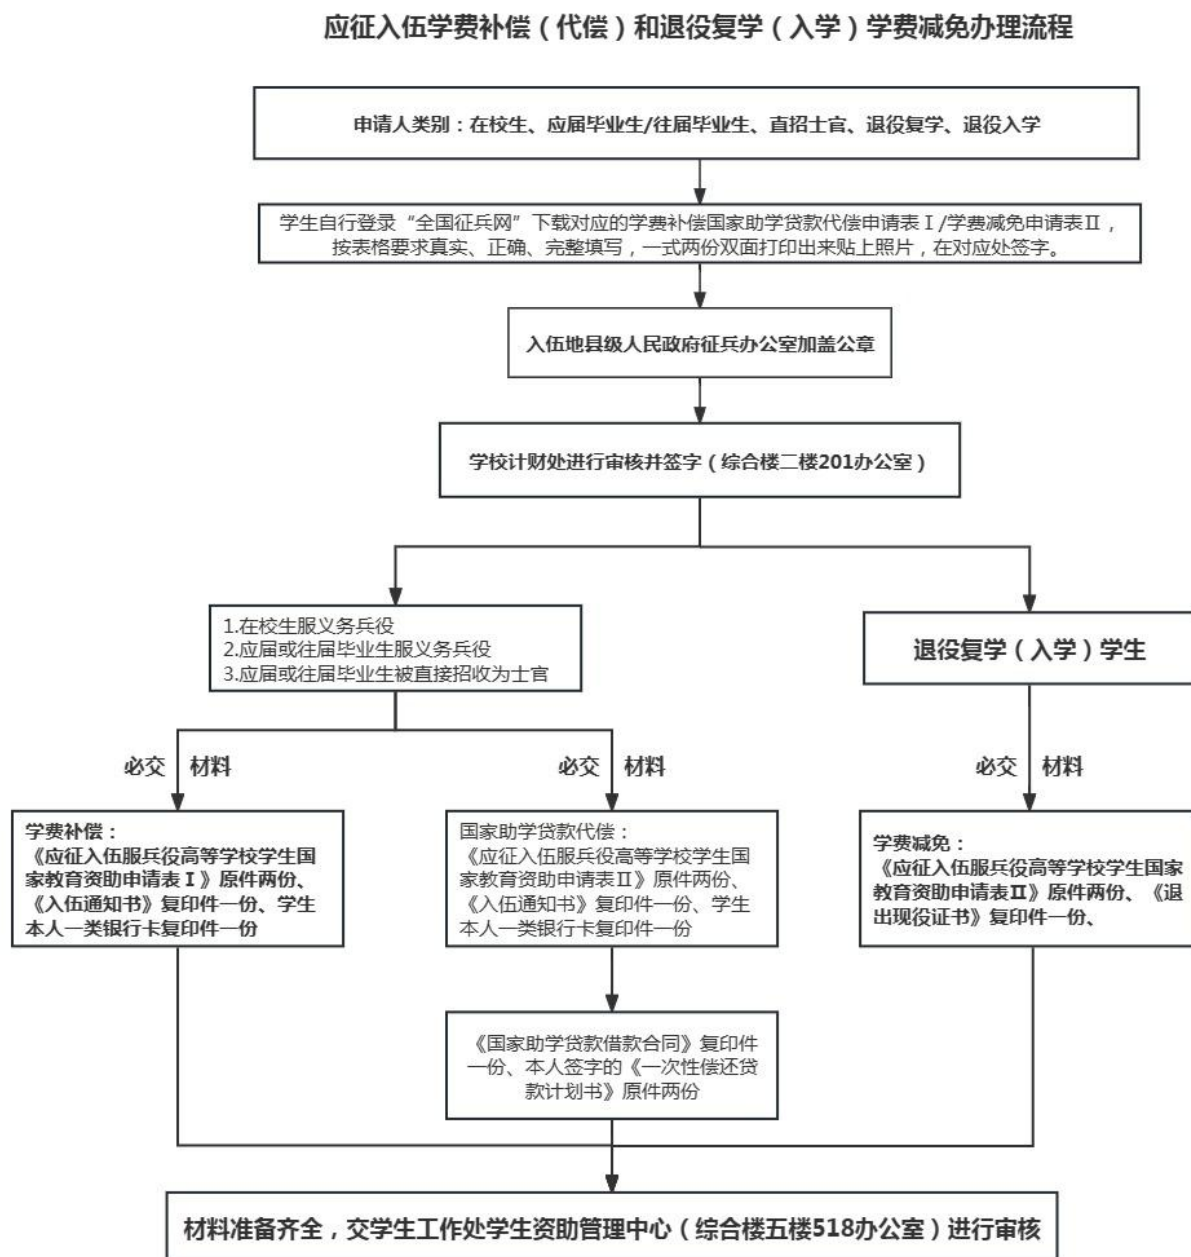 应征入伍学费补偿（代偿）和退役复学（入学）学费减免办理流程
申请人类别：在校生、应届毕业生/往届毕业生、直招士官、退役复学、退役入学
学生自行登录“全国征兵网”下载对应的学费补偿国家助学贷款代偿申请表Ⅰ/学费减免申请表Ⅱ，
按表格要求真实、正确、完整填写，一式两份双面打印出来贴上照片，在对应处签字。
入伍地县级人民政府征兵办公室加盖公章
学校计财处进行审核并签字（综合楼二楼201办公室）
1.在校生服义务兵役
2.应届或往届毕业生服义务兵役
3.应届或往届毕业生被直接招收为士官
退役复学（入学）学生
必交 材料
必交 材料
必交 材料
学费补偿：
《应征入伍服兵役高等学校学生国
家教育资助申请表Ⅰ》原件两份、
《入伍通知书》复印件一份、学生
本人一类银行卡复印件一份
国家助学贷款代偿：
《应征入伍服兵役高等学校学生国
家教育资助申请表Ⅱ》原件两份、
《入伍通知书》复印件一份、学生
本人一类银行卡复印件一份
学费减免：
《应征入伍服兵役高等学校学生国家
教育资助申请表Ⅱ》原件两份、《退
出现役证书》复印件一份、
《国家助学贷款借款合同》复印件
一份、本人签字的《一次性偿还贷
款计划书》原件两份
材料准备齐全，交学生工作处学生资助管理中心（综合楼五楼518办公室）进行审核